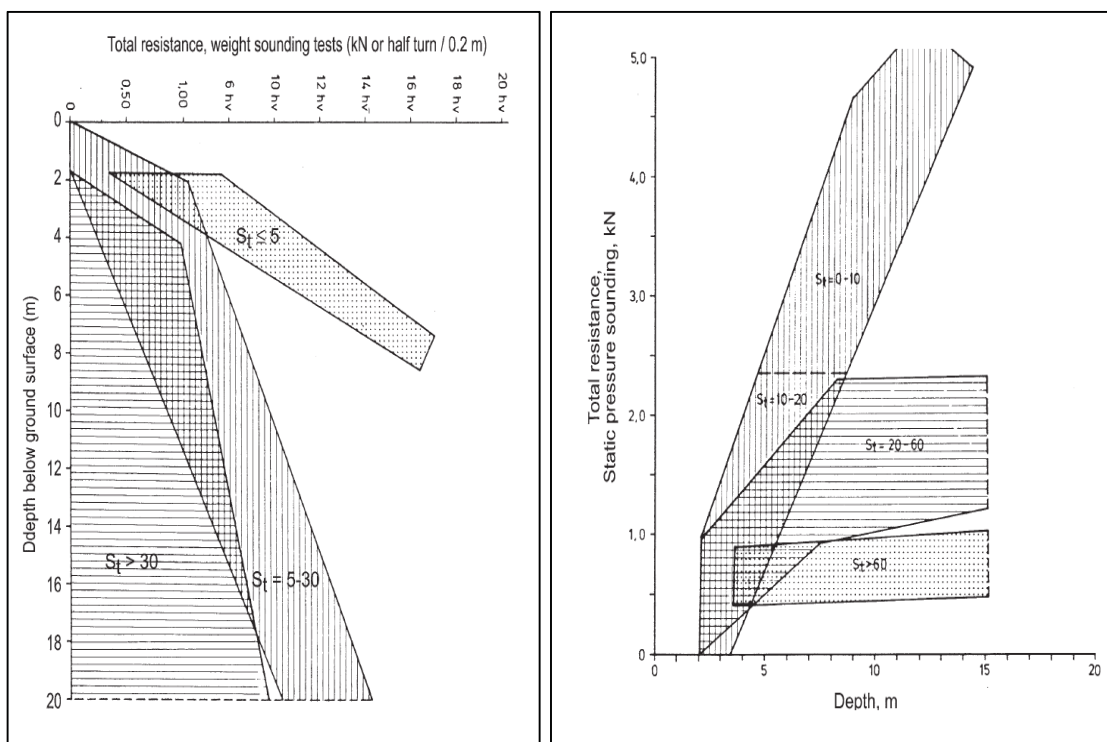 Total resistance, weight sounding tests (kN or half turn / 0.2 m)
0
0,50
1,00
6 hv
10 hv
12 hv
14 hv
16 hv
18 hv
20 hv
Ddepth below ground surface (m)
0
2
4
6
8
10
12
14
16
18
20
St ≤ 5
St > 30
St = 5-30
Total resistance,
Static pressure sounding, kN
5,0
4,0
3,0
2,0
1,0
0
St=0-10
St=10-20
St = 20-60
St>60
0
5
10
15
20
Depth, m